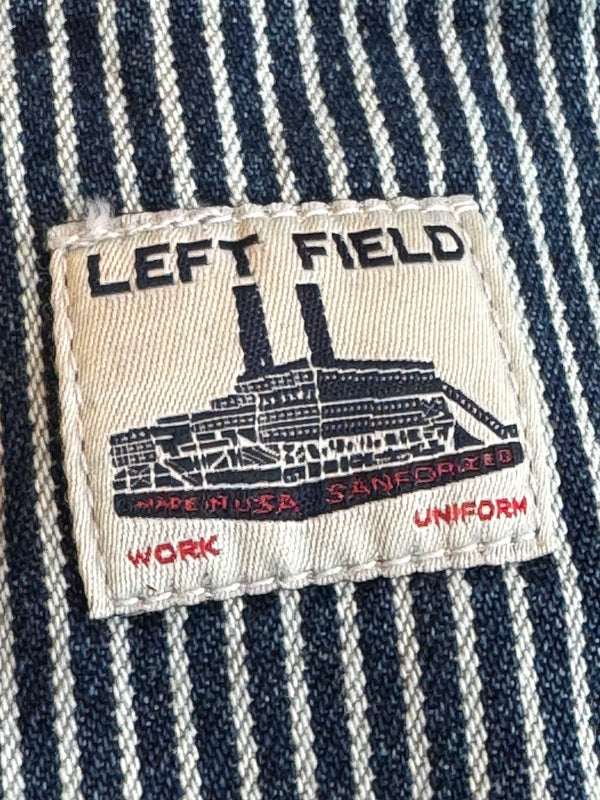 LEFT FIELD
MADE IN USA SANFORIZED
WORK UNIFORM